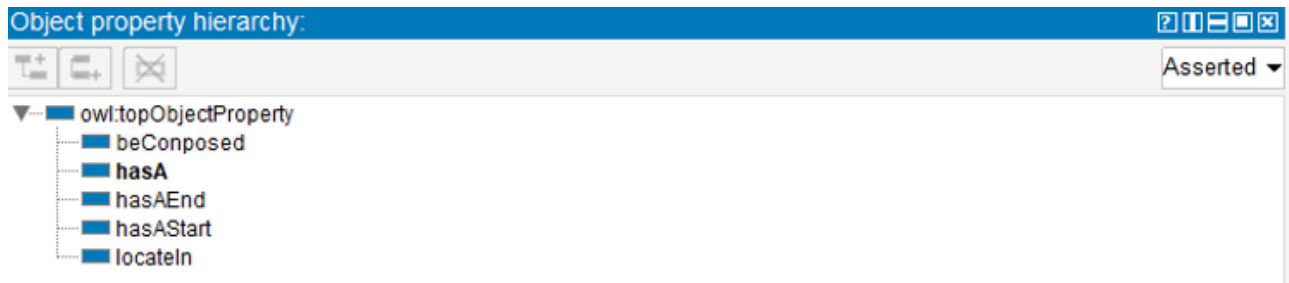 Object property hierarchy:
Asserted
owl:topObjectProperty
beConposed
hasA
hasAEnd
hasAStart
locateIn